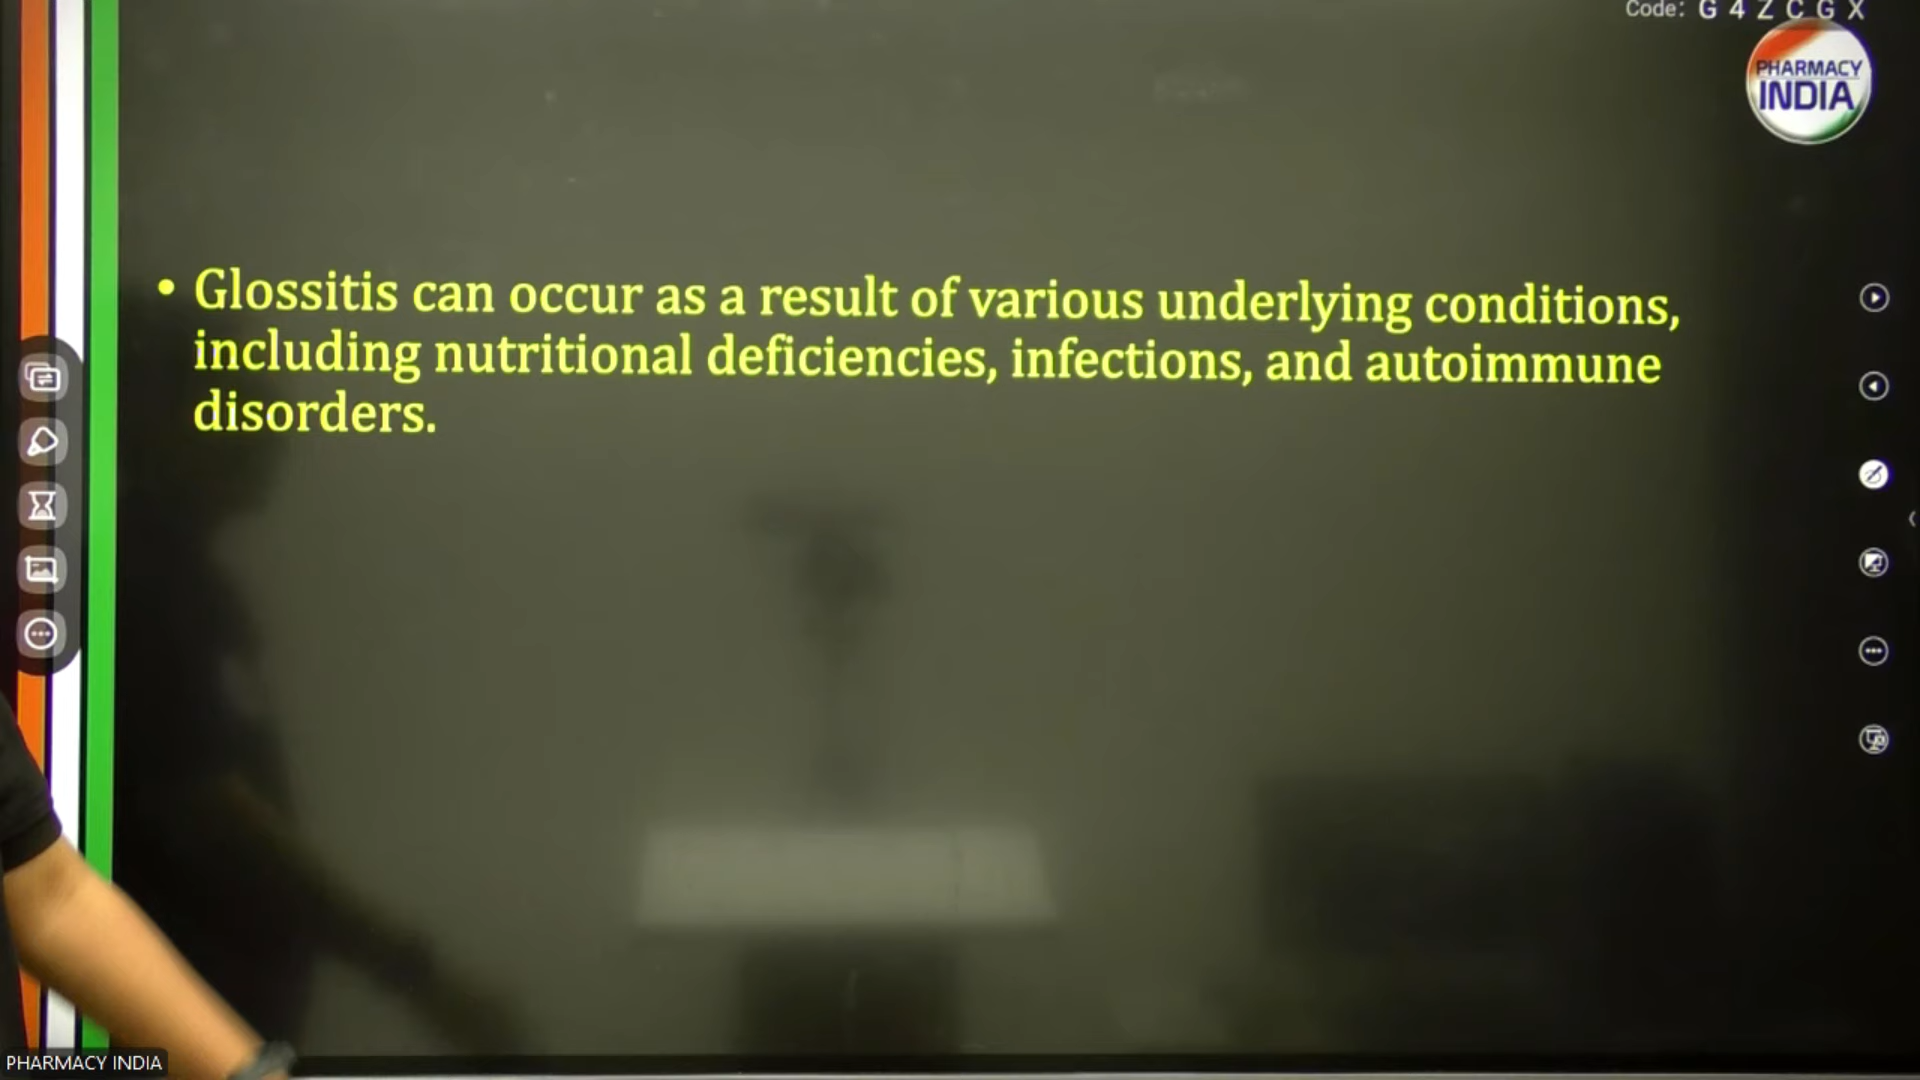 Code: G 4 Z C G X
PHARMACY
INDIA
• Glossitis can occur as a result of various underlying conditions,
including nutritional deficiencies, infections, and autoimmune
disorders.
PHARMACY INDIA